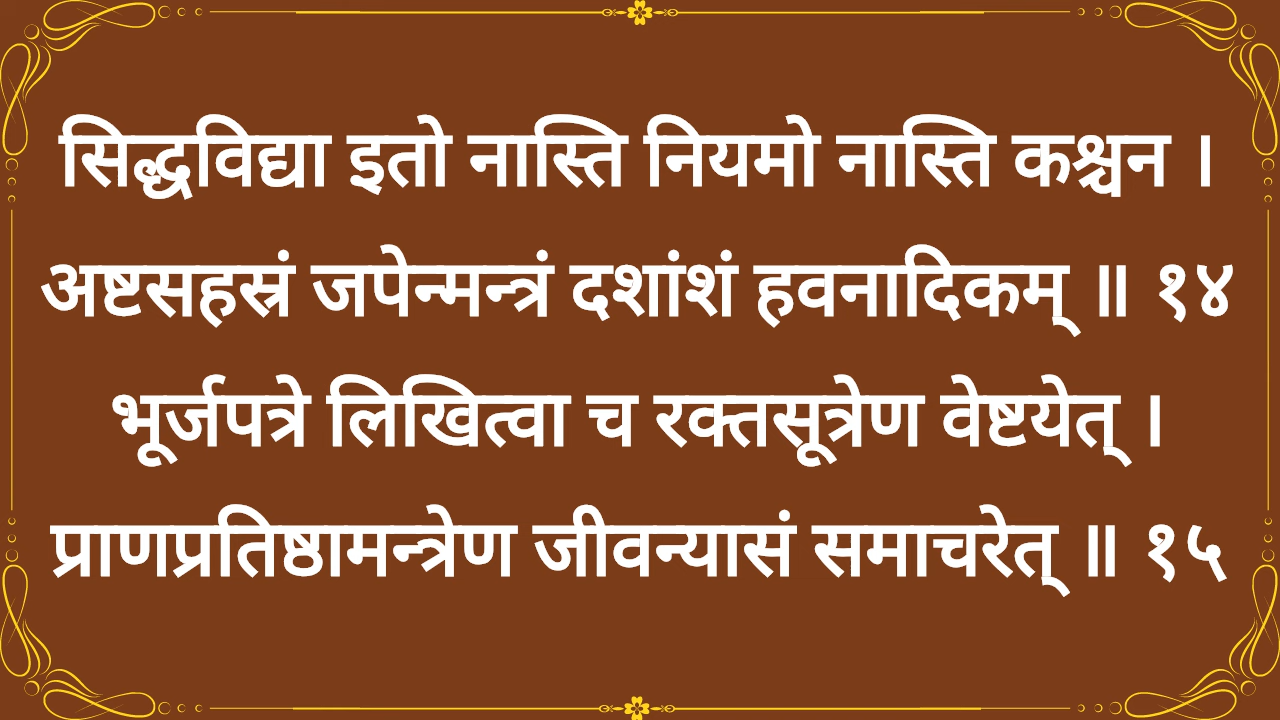 सिद्धविद्या इतो नास्ति नियमो नास्ति कश्चन ।
अष्टसहस्रं जपेन्मन्त्रं दशांशं हवनादिकम् ॥ १४
भूर्जपत्रे लिखित्वा च रक्तसूत्रेण वेष्टयेत् ।
प्राणप्रतिष्ठामन्त्रेण जीवन्यासं समाचरेत् ॥ १५